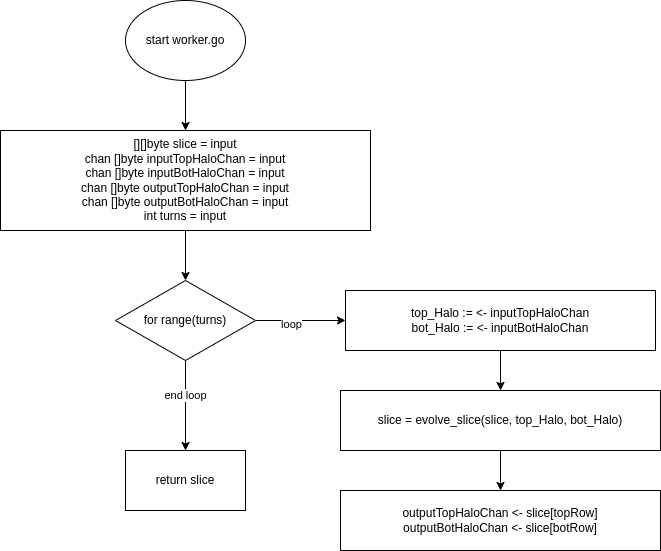 start worker.go
[][]byte slice = input
chan []byte inputTopHaloChan = input
chan []byte inputBotHaloChan = input
chan []byte outputTopHaloChan = input
chan []byte outputBotHaloChan = input
int turns = input
for range(turns)
loop
top_Halo := <- inputTopHaloChan
bot_Halo := <- inputBotHaloChan
end loop
slice = evolve_slice(slice, top_Halo, bot_Halo)
return slice
outputTopHaloChan <- slice[topRow]
outputBotHaloChan <- slice[botRow]